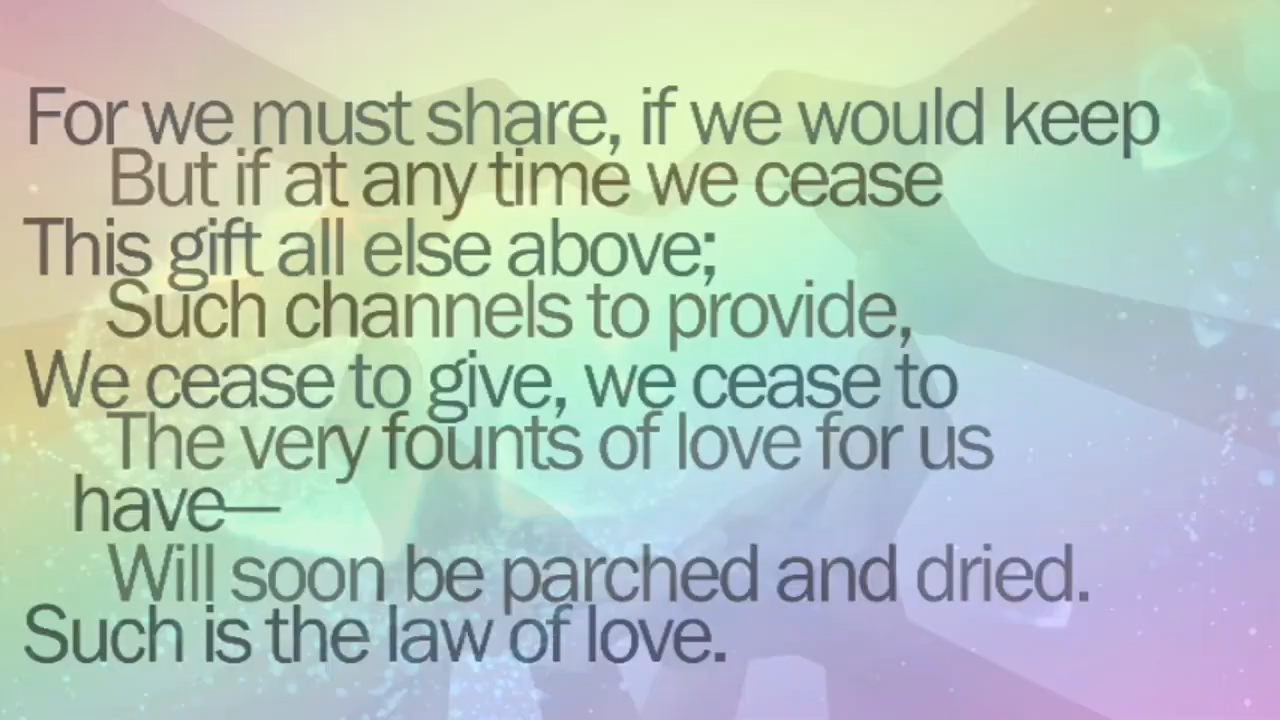 For we must share, if we would keep
But if at any time we cease
This gift all else above;
Such channels to provide,
We cease to give, we cease to
The very founts of love for us
have—
Will soon be parched and dried.
Such is the law of love.